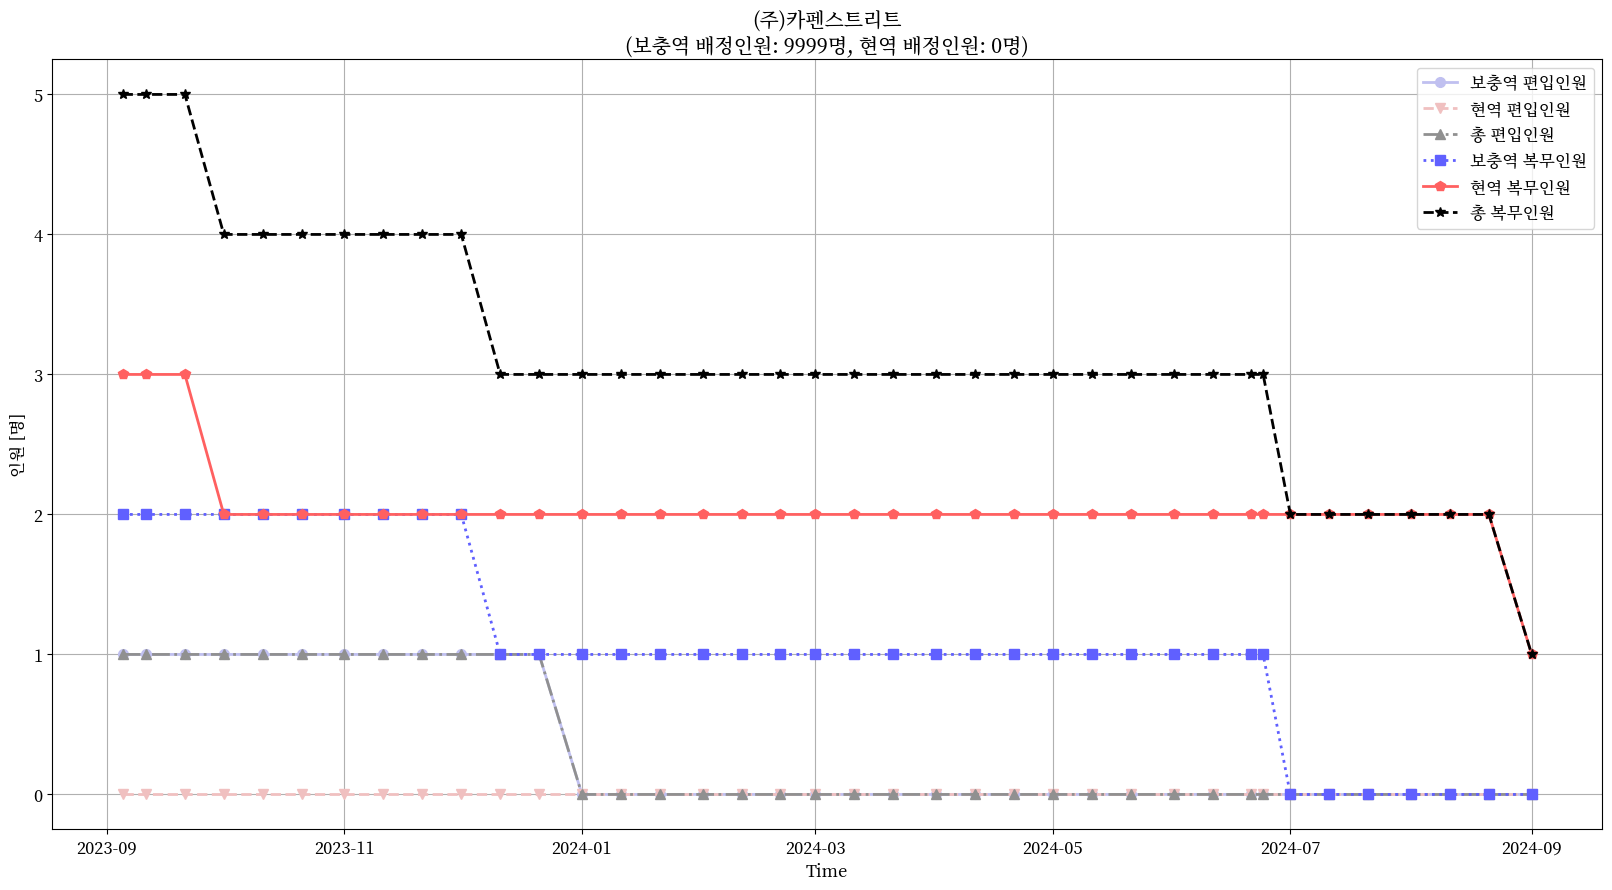 (주)카펜스트리트
(보충역 배정인원: 9999명, 현역 배정인원: 0명)
보충역 편입인원
현역 편입인원
총 편입인원
보충역 복무인원
현역 복무인원
총 복무인원
인원 [명]
5
4
3
2
1
0
2023-09
2023-11
2024-01
2024-03
2024-05
2024-07
2024-09
Time